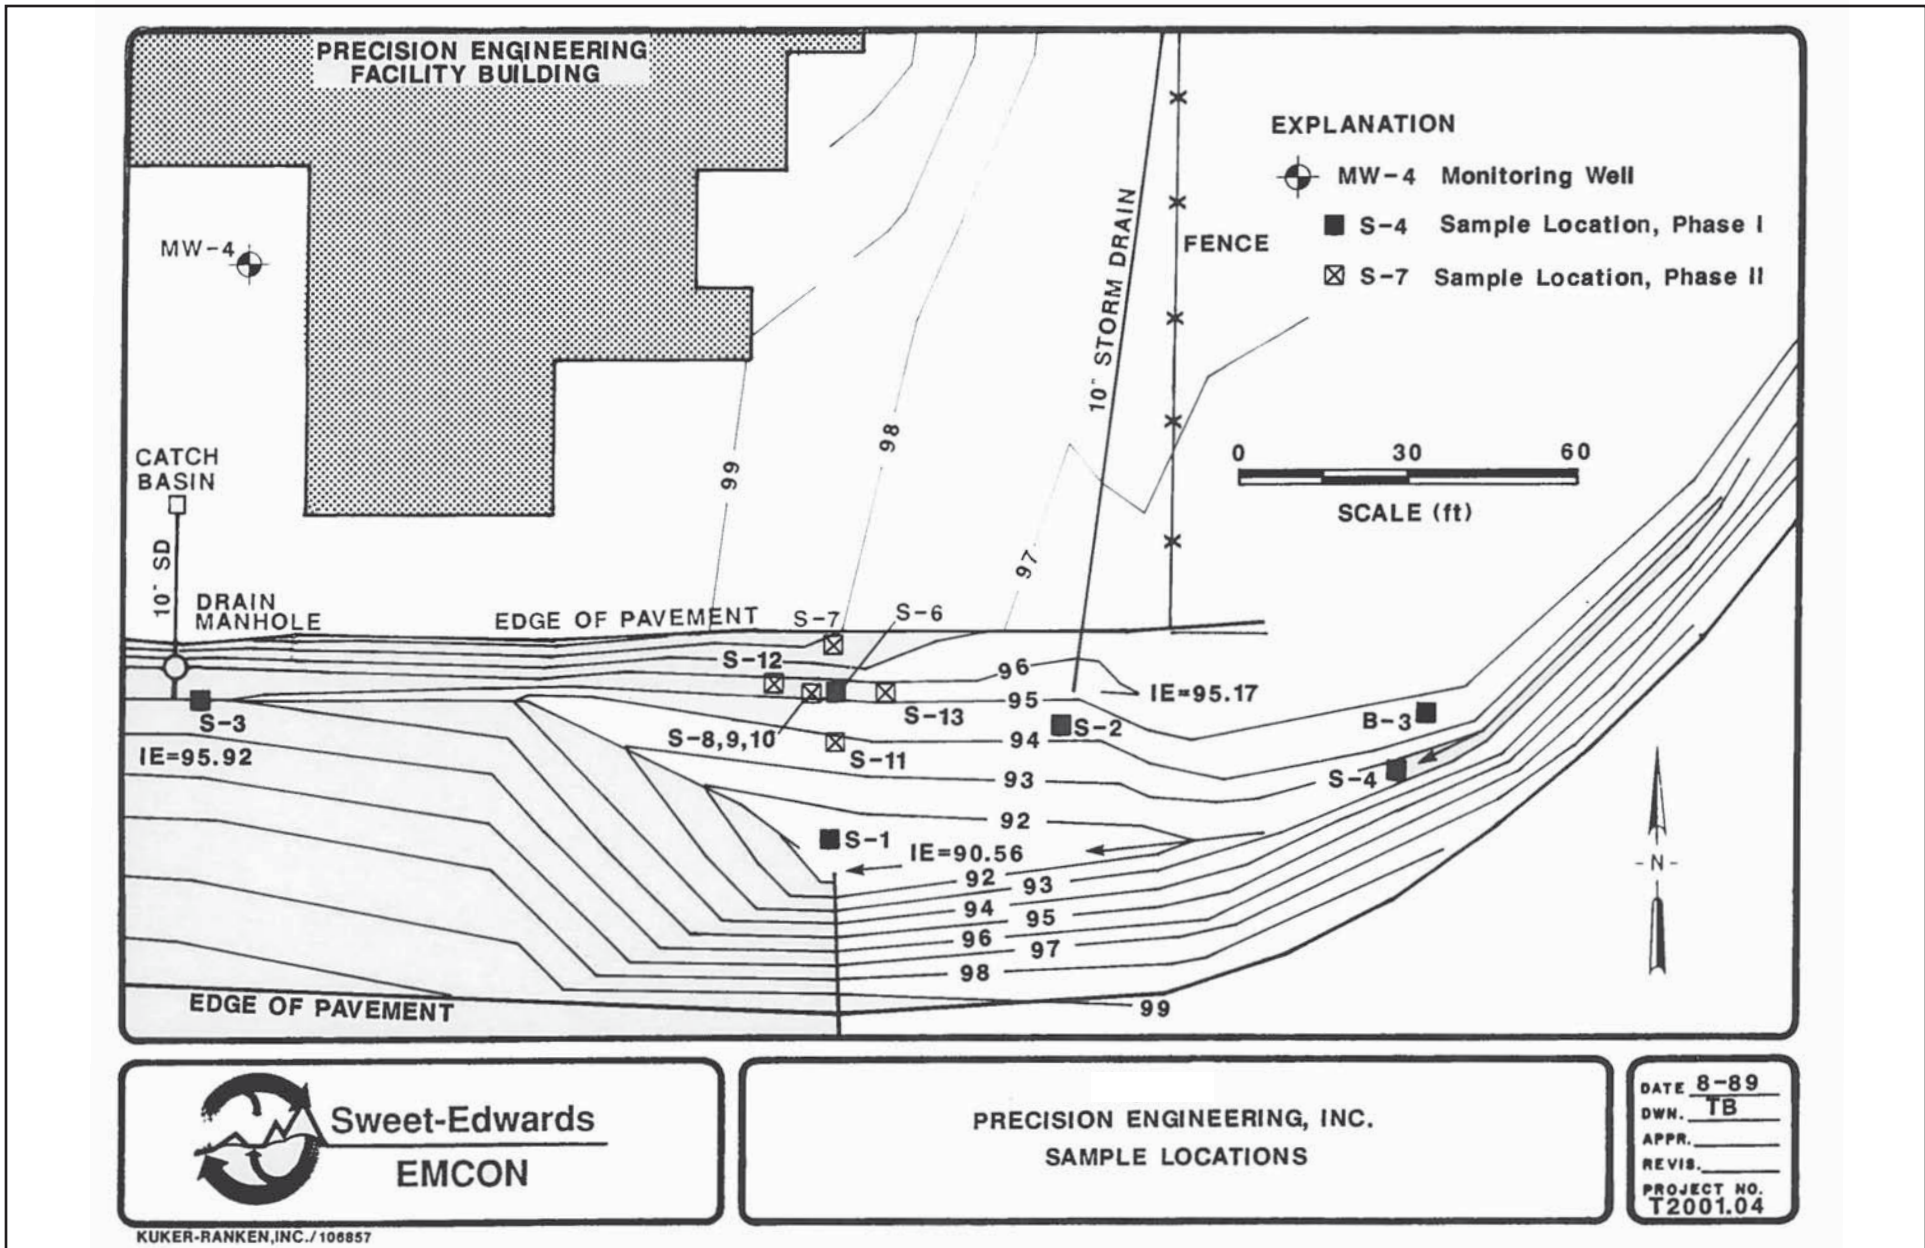 PRECISION ENGINEERING
FACILITY BUILDING
EXPLANATION
MW-4 Monitoring Well
S-4 Sample Location, Phase I
S-7 Sample Location, Phase II
MW-4
FENCE
10" STORM DRAIN
99
98
97
0 30 60
SCALE (ft)
CATCH
BASIN
10" SD
DRAIN
MANHOLE
EDGE OF PAVEMENT
S-7
S-6
S-12
96
IE=95.17
95
S-3
S-13
S-2
B-3
S-8,9,10
94
S-11
IE=95.92
93
S-4
92
S-1
IE=90.56
-N-
92
93
94
95
96
97
98
99
EDGE OF PAVEMENT
Sweet-Edwards
EMCON
PRECISION ENGINEERING, INC.
SAMPLE LOCATIONS
DATE 8-89
DWN. TB
APPR.
REVIS.
PROJECT NO.
T2001.04
KUKER-RANKEN,INC./106857